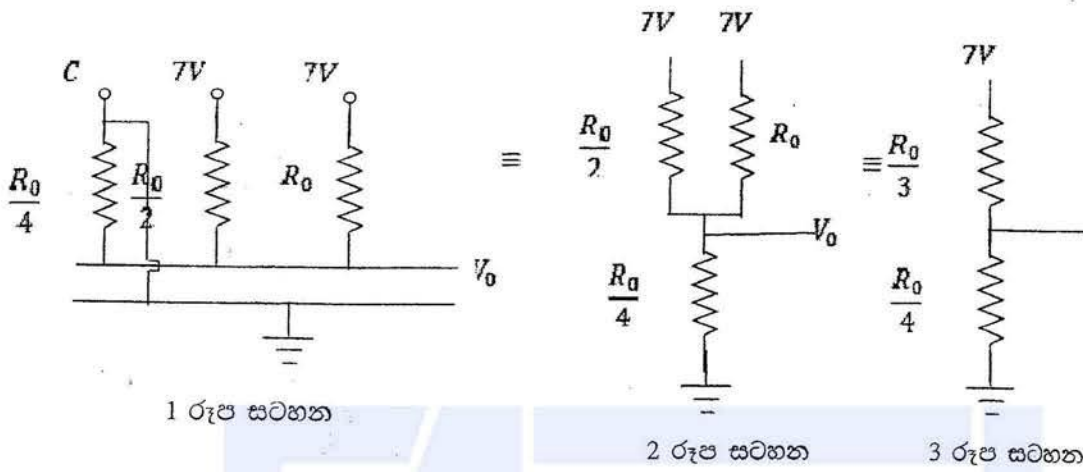 C 7V 7V
R₀/4 R₀/2 R₀
V₀
1 රූප සටහන
≡
7V 7V
R₀/2 R₀
V₀
R₀/4
2 රූප සටහන
≡
7V
R₀/3
R₀/4
3 රූප සටහන